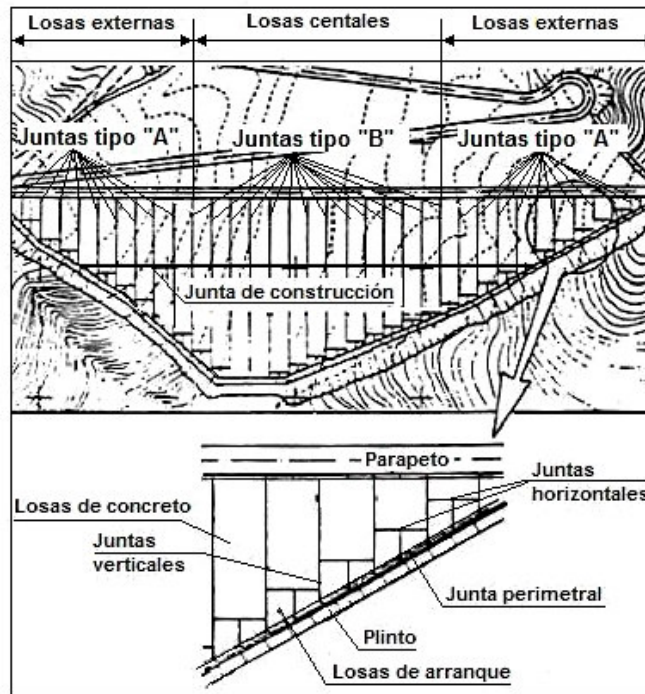 Losas externas
Losas centales
Losas externas
Juntas tipo "A"
Juntas tipo "B"
Juntas tipo "A"
Junta de construcción
Parapeto
Juntas
horizontales
Losas de concreto
Juntas
verticales
Junta perimetral
Plinto
Losas de arranque